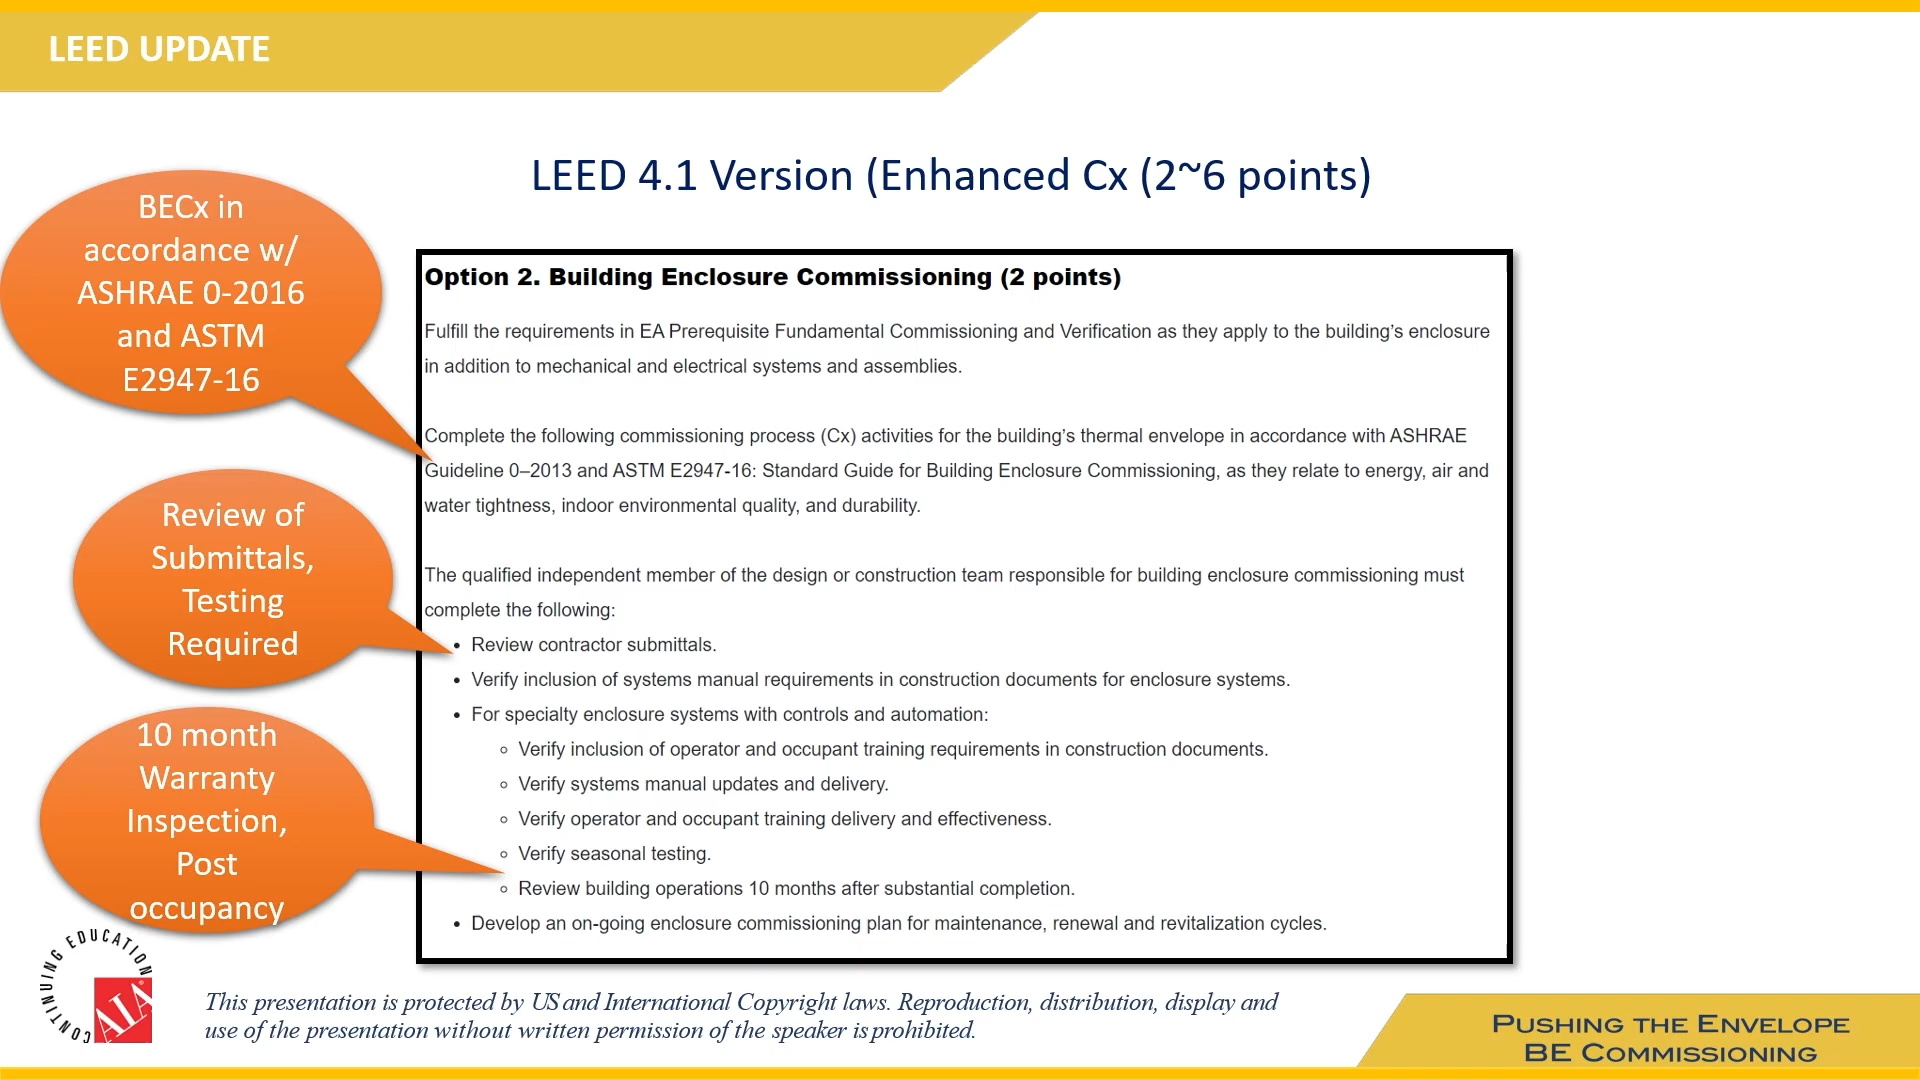 LEED UPDATE
LEED 4.1 Version (Enhanced Cx (2~6 points)
BECx in
accordance w/
ASHRAE 0-2016
and ASTM
E2947-16
Review of
Submittals,
Testing
Required
10 month
Warranty
Inspection,
Post
occupancy
Option 2. Building Enclosure Commissioning (2 points)
Fulfill the requirements in EA Prerequisite Fundamental Commissioning and Verification as they apply to the building’s enclosure
in addition to mechanical and electrical systems and assemblies.
Complete the following commissioning process (Cx) activities for the building’s thermal envelope in accordance with ASHRAE
Guideline 0–2013 and ASTM E2947-16: Standard Guide for Building Enclosure Commissioning, as they relate to energy, air and
water tightness, indoor environmental quality, and durability.
The qualified independent member of the design or construction team responsible for building enclosure commissioning must
complete the following:
• Review contractor submittals.
• Verify inclusion of systems manual requirements in construction documents for enclosure systems.
• For specialty enclosure systems with controls and automation:
◦ Verify inclusion of operator and occupant training requirements in construction documents.
◦ Verify systems manual updates and delivery.
◦ Verify operator and occupant training delivery and effectiveness.
◦ Verify seasonal testing.
◦ Review building operations 10 months after substantial completion.
• Develop an on-going enclosure commissioning plan for maintenance, renewal and revitalization cycles.
CONTINUING EDUCATION
AIA
This presentation is protected by US and International Copyright laws. Reproduction, distribution, display and
use of the presentation without written permission of the speaker is prohibited.
PUSHING THE ENVELOPE
BE COMMISSIONING